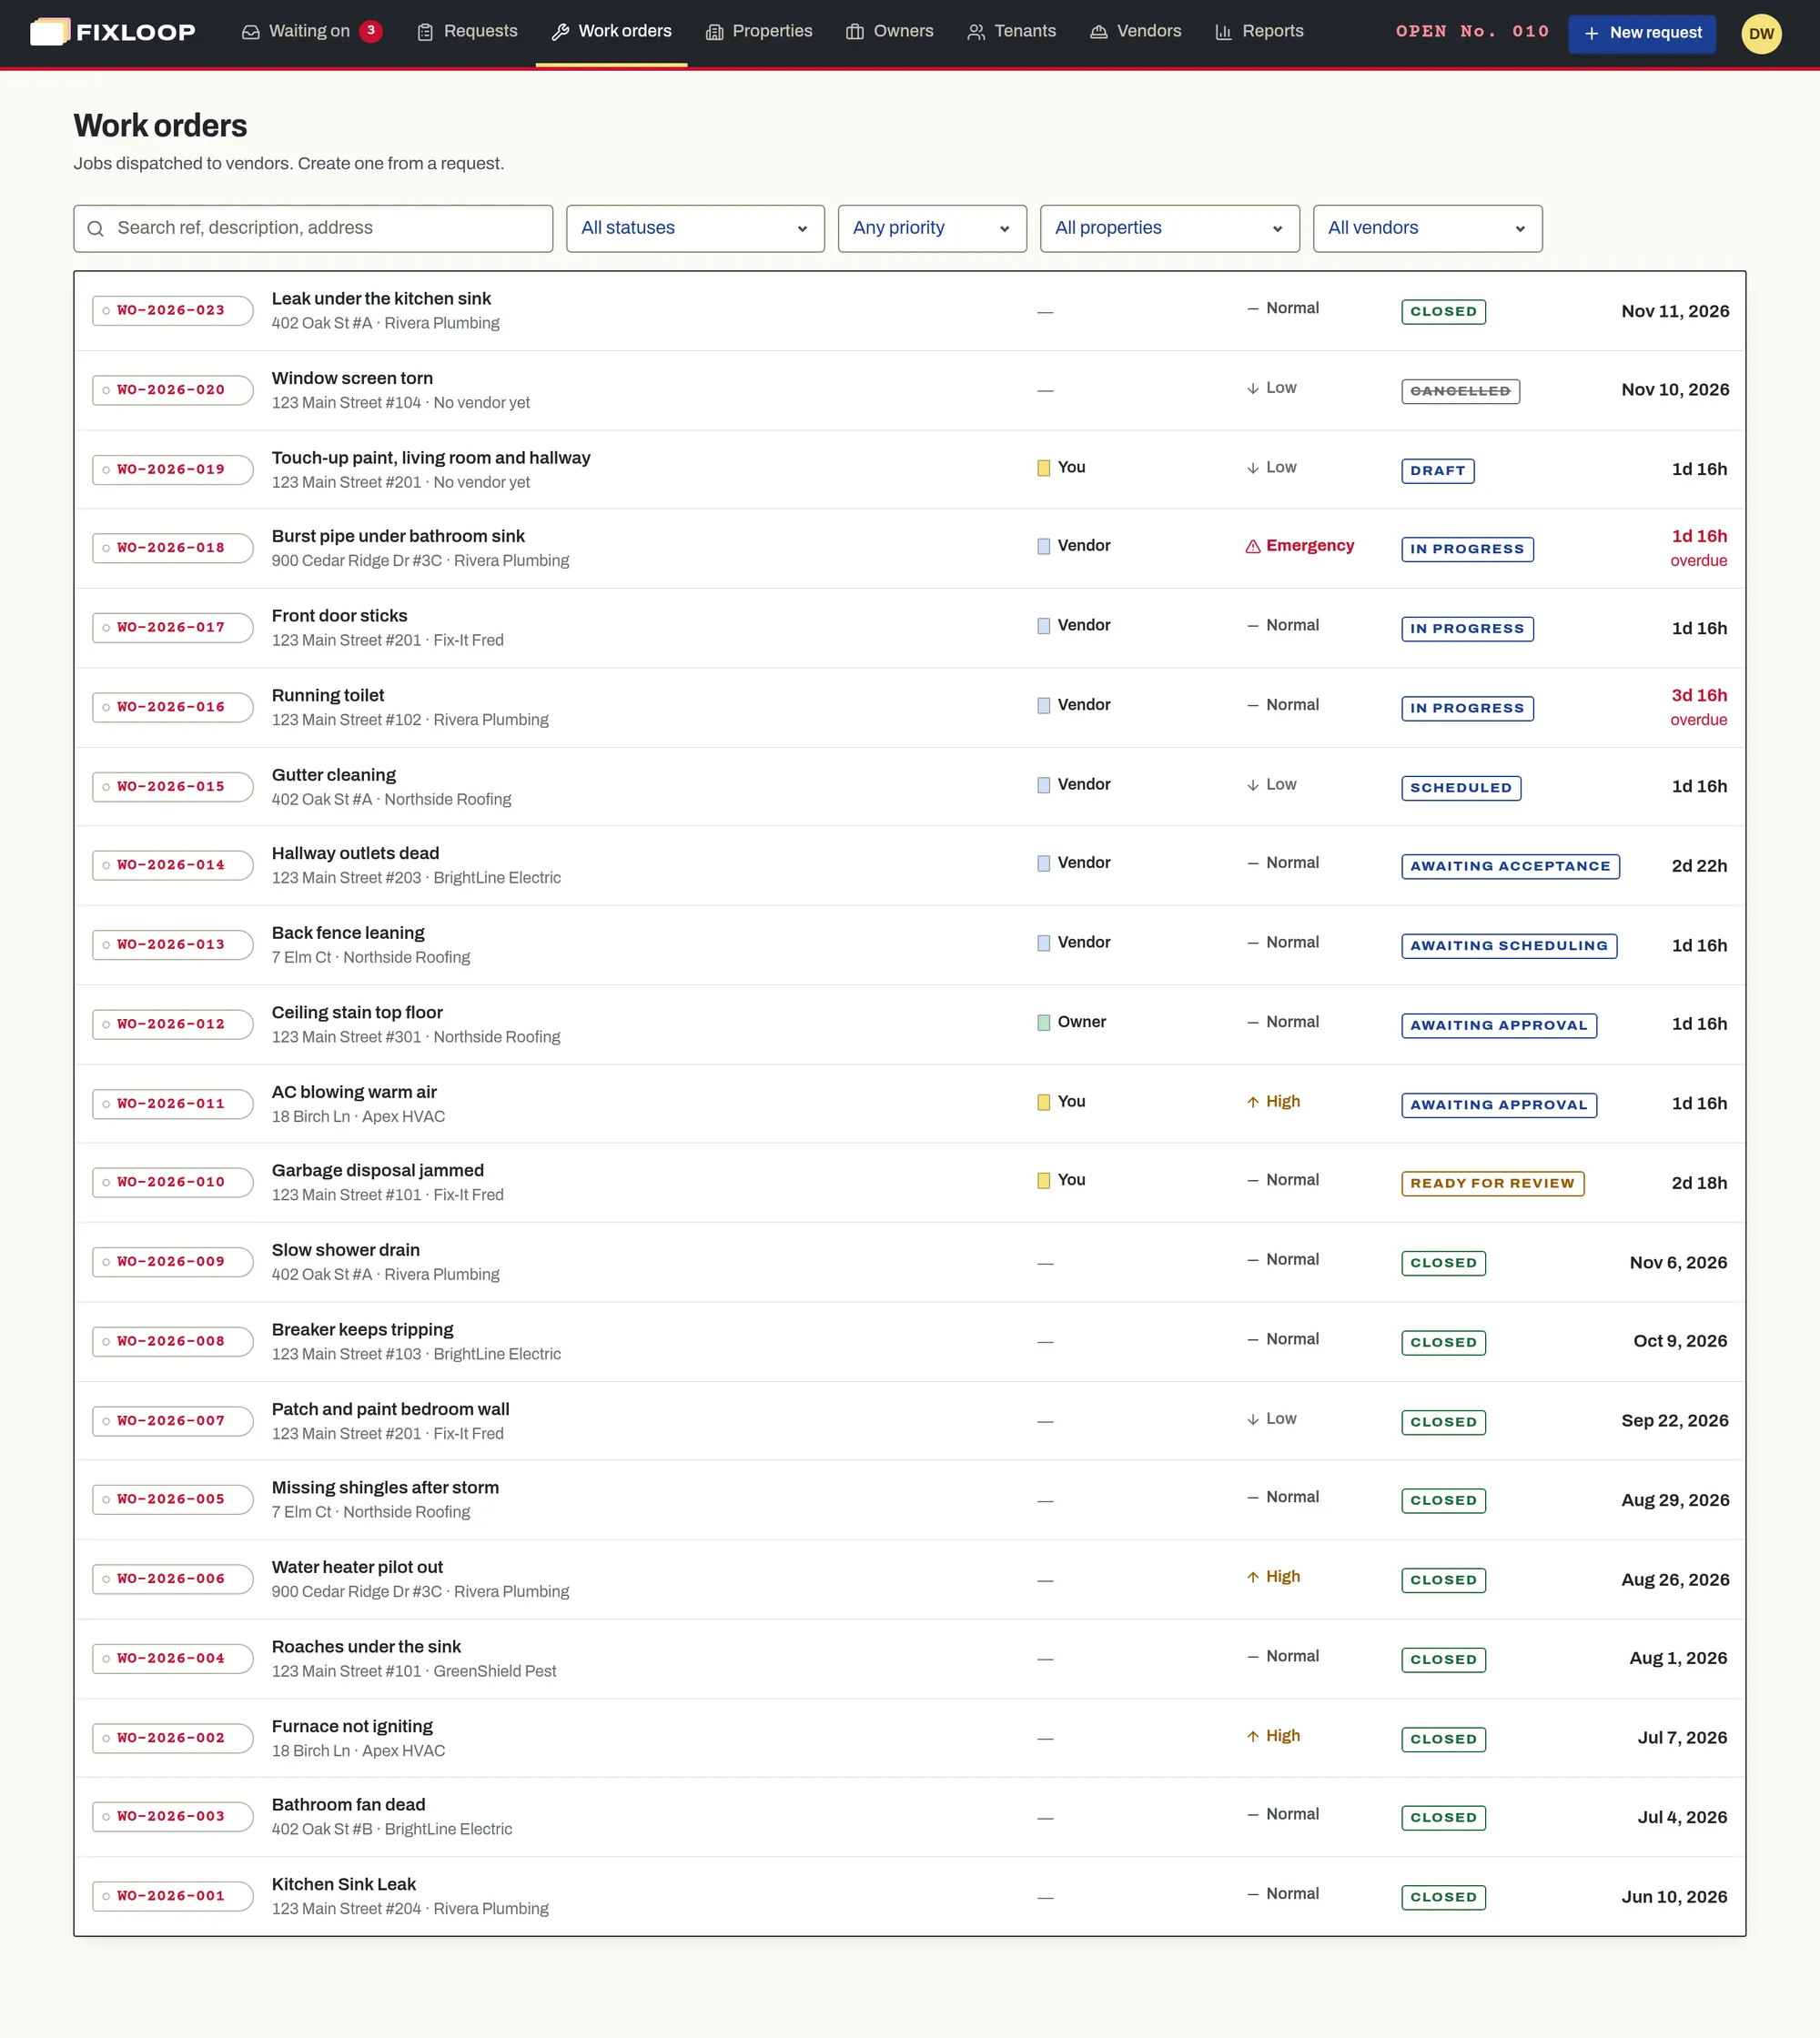 FIXLOOP
Waiting on 3
Requests
Work orders
Properties
Owners
Tenants
Vendors
Reports
OPEN No. 010
New request
DW
Work orders
Jobs dispatched to vendors. Create one from a request.
Search ref, description, address
All statuses
Any priority
All properties
All vendors
WO-2026-023
Leak under the kitchen sink
402 Oak St #A · Rivera Plumbing
—
Normal
CLOSED
Nov 11, 2026
WO-2026-020
Window screen torn
123 Main Street #104 · No vendor yet
—
Low
CANCELLED
Nov 10, 2026
WO-2026-019
Touch-up paint, living room and hallway
123 Main Street #201 · No vendor yet
You
Low
DRAFT
1d 16h
WO-2026-018
Burst pipe under bathroom sink
900 Cedar Ridge Dr #3C · Rivera Plumbing
Vendor
Emergency
IN PROGRESS
1d 16h
overdue
WO-2026-017
Front door sticks
123 Main Street #201 · Fix-It Fred
Vendor
Normal
IN PROGRESS
1d 16h
WO-2026-016
Running toilet
123 Main Street #102 · Rivera Plumbing
Vendor
Normal
IN PROGRESS
3d 16h
overdue
WO-2026-015
Gutter cleaning
402 Oak St #A · Northside Roofing
Vendor
Low
SCHEDULED
1d 16h
WO-2026-014
Hallway outlets dead
123 Main Street #203 · BrightLine Electric
Vendor
Normal
AWAITING ACCEPTANCE
2d 22h
WO-2026-013
Back fence leaning
7 Elm Ct · Northside Roofing
Vendor
Normal
AWAITING SCHEDULING
1d 16h
WO-2026-012
Ceiling stain top floor
123 Main Street #301 · Northside Roofing
Owner
Normal
AWAITING APPROVAL
1d 16h
WO-2026-011
AC blowing warm air
18 Birch Ln · Apex HVAC
You
High
AWAITING APPROVAL
1d 16h
WO-2026-010
Garbage disposal jammed
123 Main Street #101 · Fix-It Fred
You
Normal
READY FOR REVIEW
2d 18h
WO-2026-009
Slow shower drain
402 Oak St #A · Rivera Plumbing
—
Normal
CLOSED
Nov 6, 2026
WO-2026-008
Breaker keeps tripping
123 Main Street #103 · BrightLine Electric
—
Normal
CLOSED
Oct 9, 2026
WO-2026-007
Patch and paint bedroom wall
123 Main Street #201 · Fix-It Fred
—
Low
CLOSED
Sep 22, 2026
WO-2026-005
Missing shingles after storm
7 Elm Ct · Northside Roofing
—
Normal
CLOSED
Aug 29, 2026
WO-2026-006
Water heater pilot out
900 Cedar Ridge Dr #3C · Rivera Plumbing
—
High
CLOSED
Aug 26, 2026
WO-2026-004
Roaches under the sink
123 Main Street #101 · GreenShield Pest
—
Normal
CLOSED
Aug 1, 2026
WO-2026-002
Furnace not igniting
18 Birch Ln · Apex HVAC
—
High
CLOSED
Jul 7, 2026
WO-2026-003
Bathroom fan dead
402 Oak St #B · BrightLine Electric
—
Normal
CLOSED
Jul 4, 2026
WO-2026-001
Kitchen Sink Leak
123 Main Street #204 · Rivera Plumbing
—
Normal
CLOSED
Jun 10, 2026